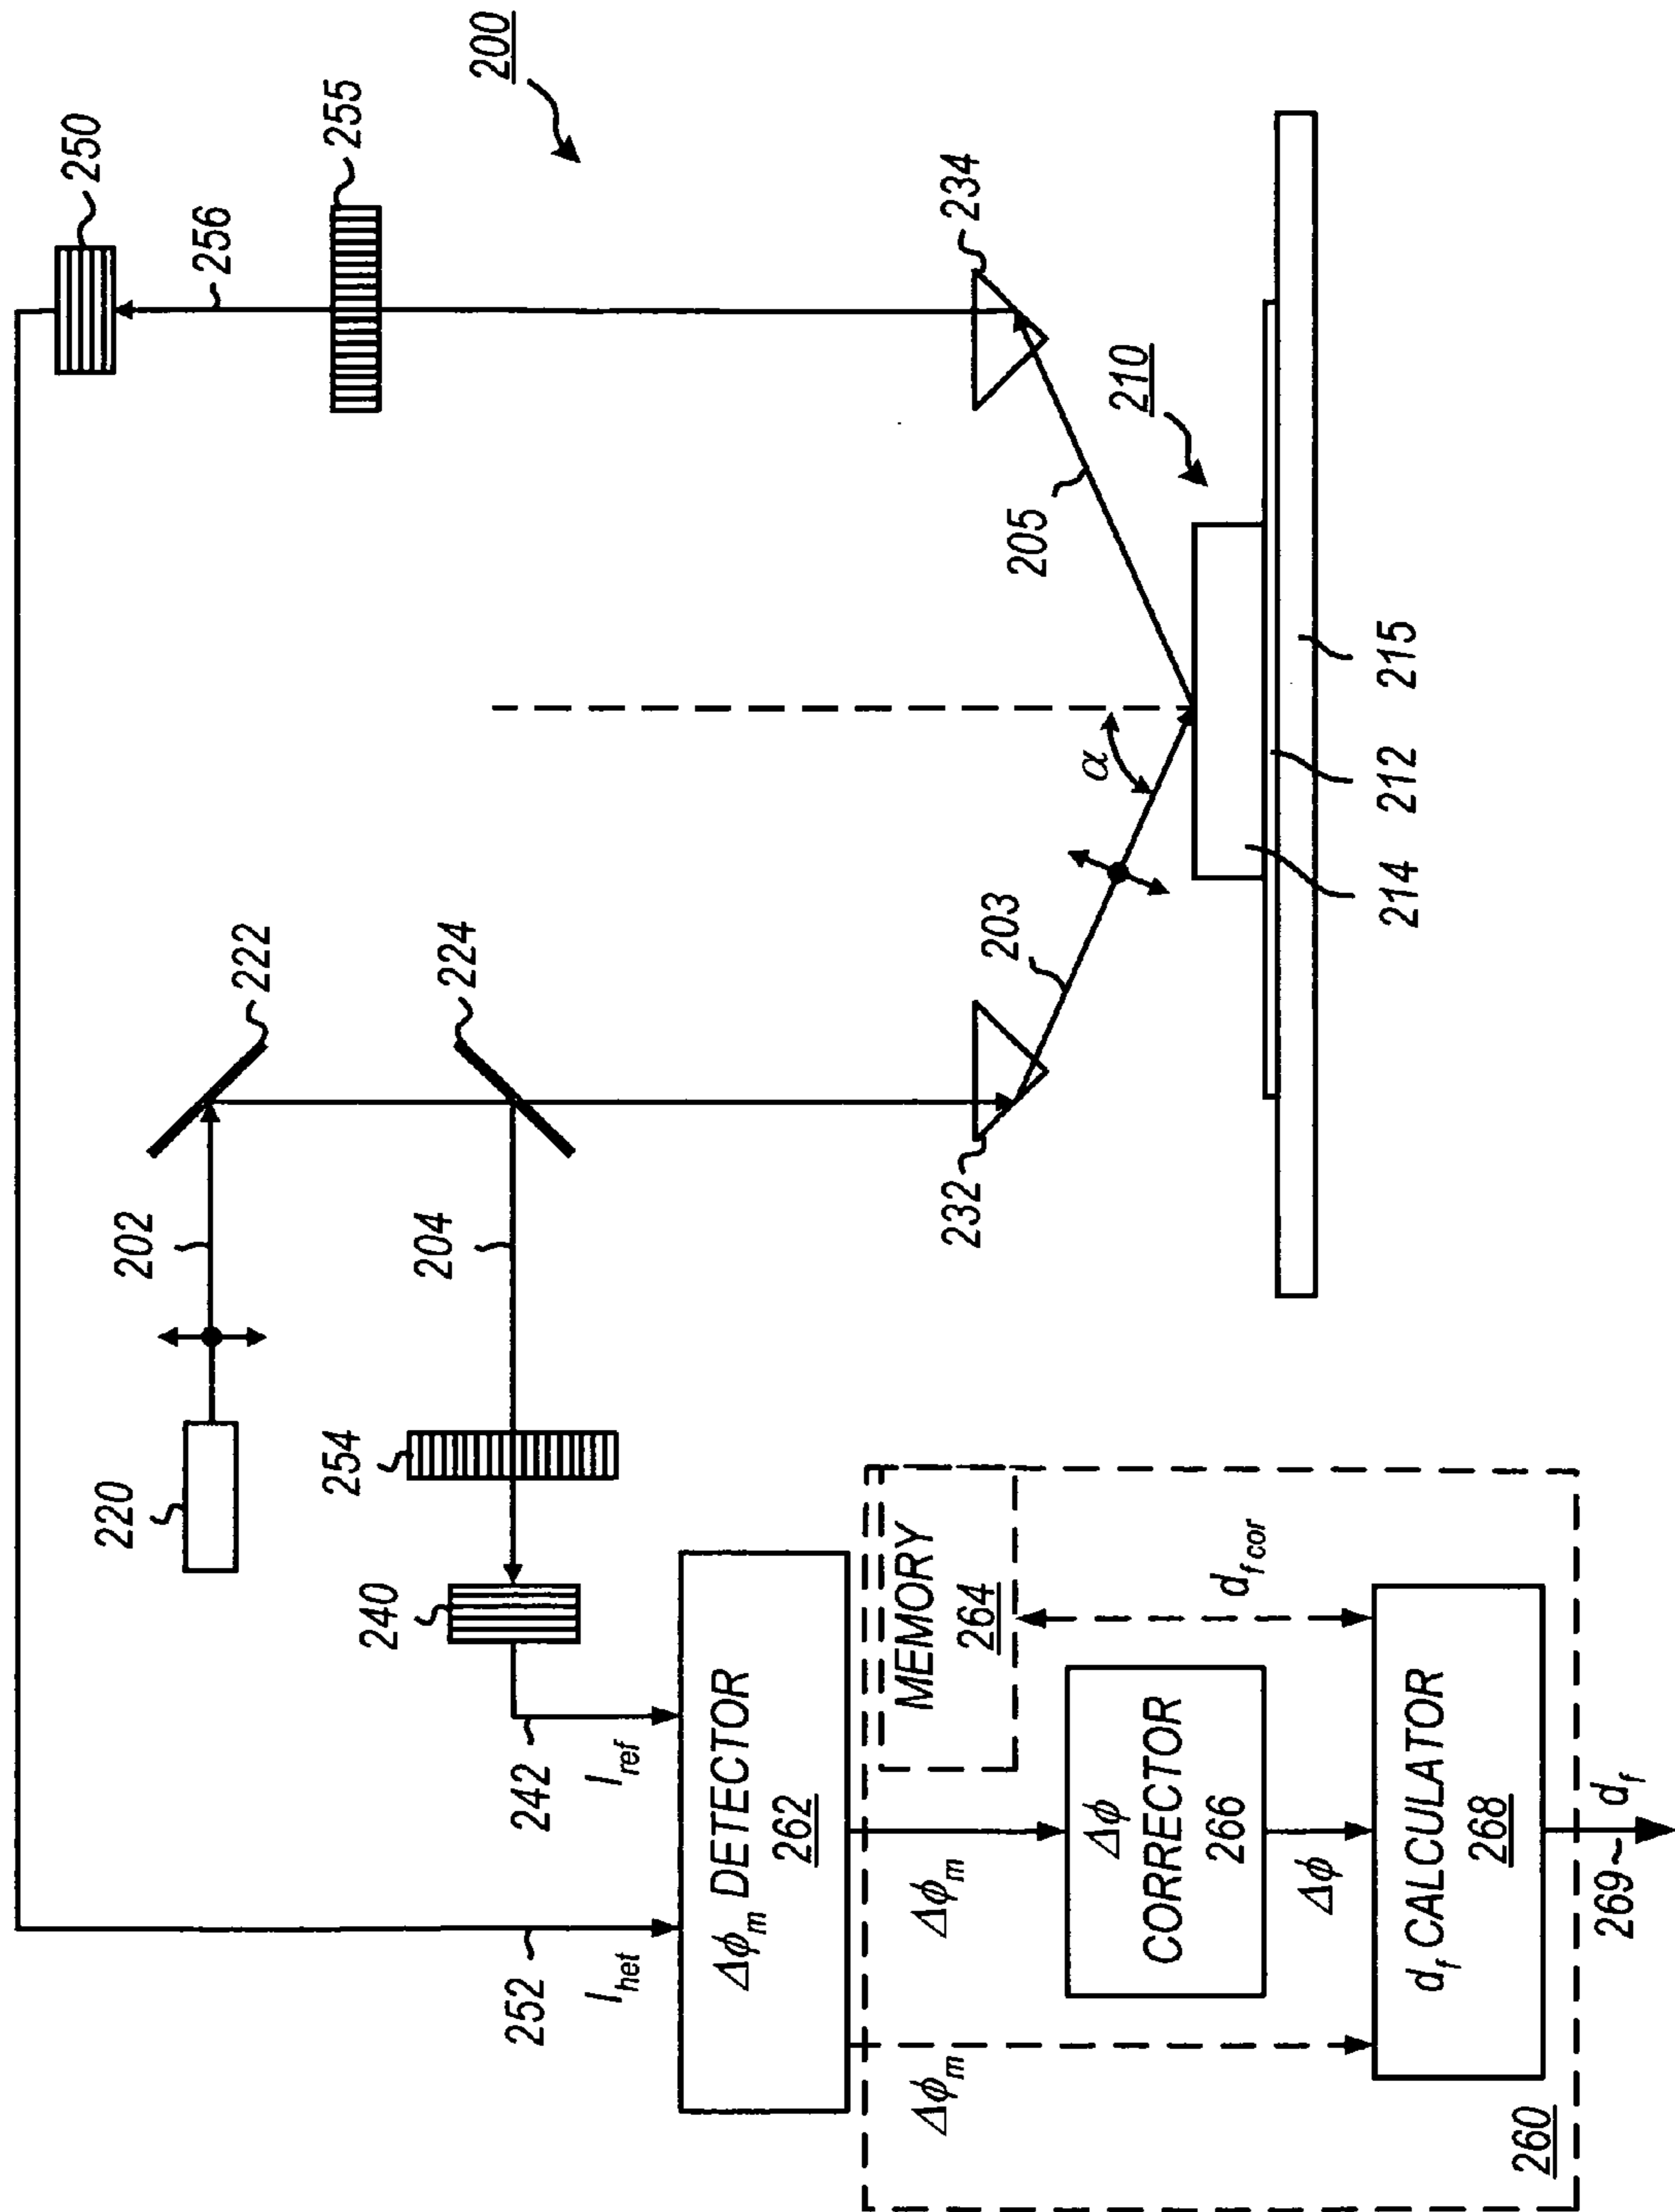 250
256
255
200
222
224
202
204
220
254
240
234
232
203
205
α
210
214
212
215
252
I_het
242
I_ref
Δϕ_m DETECTOR
262
MEMORY
264
Δϕ_m
Δϕ_m
Δϕ
CORRECTOR
266
Δϕ
d_f cor
d_f CALCULATOR
268
260
269
d_f